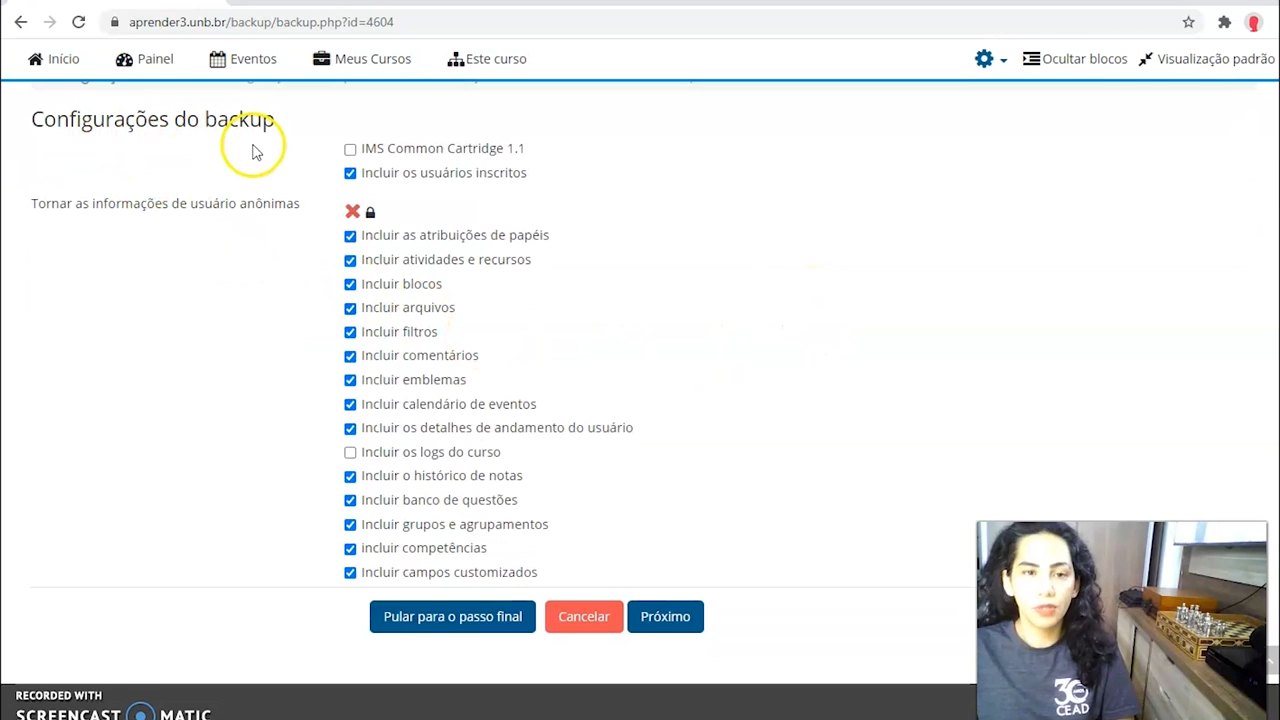 aprender3.unb.br/backup/backup.php?id=4604
Início Painel Eventos Meus Cursos Este curso Ocultar blocos Visualização padrão
Configurações do backup
IMS Common Cartridge 1.1
Incluir os usuários inscritos
Tornar as informações de usuário anônimas
Incluir as atribuições de papéis
Incluir atividades e recursos
Incluir blocos
Incluir arquivos
Incluir filtros
Incluir comentários
Incluir emblemas
Incluir calendário de eventos
Incluir os detalhes de andamento do usuário
Incluir os logs do curso
Incluir o histórico de notas
Incluir banco de questões
Incluir grupos e agrupamentos
incluir competências
Incluir campos customizados
Pular para o passo final Cancelar Próximo
30
CEAD
RECORDED WITH
SCREENCAST MATIC